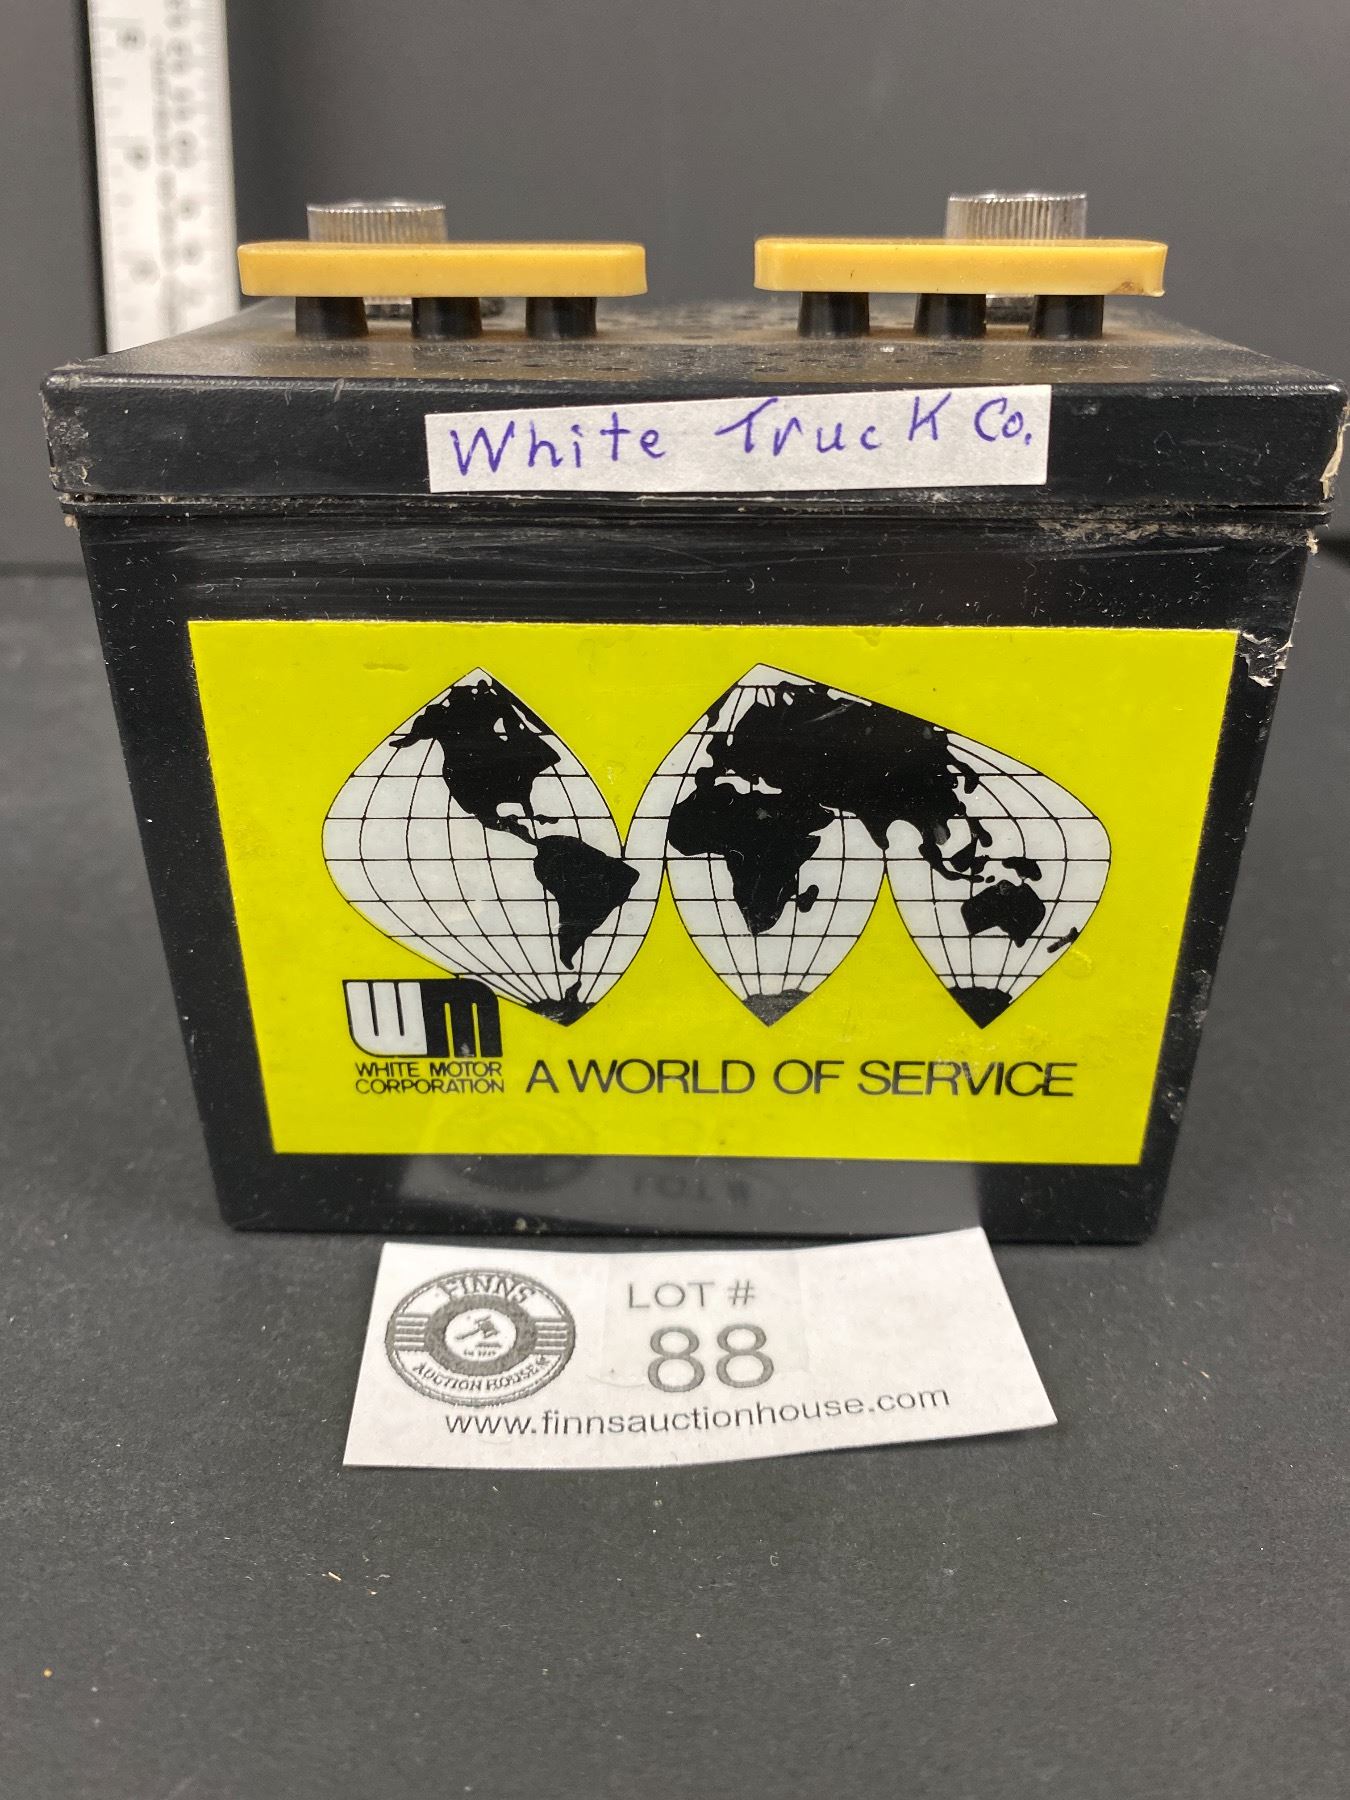 White Truck Co.
WM
WHITE MOTOR
CORPORATION
A WORLD OF SERVICE
FINNS
AUCTION HOUSE
LOT #
88
www.finnsauctionhouse.com